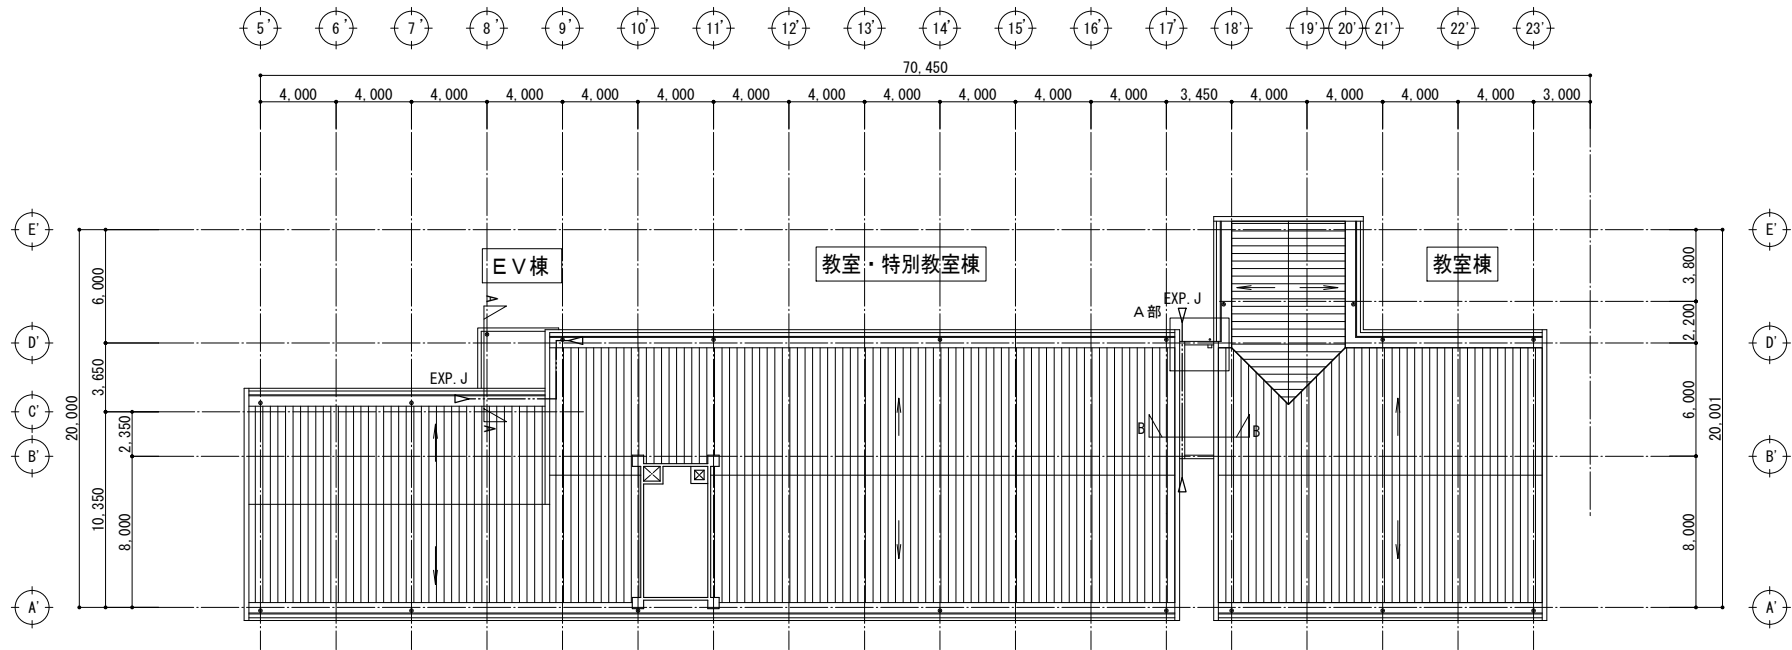 5' 6' 7' 8' 9' 10' 11' 12' 13' 14' 15' 16' 17' 18' 19' 20' 21' 22' 23'
70,450
4,000 4,000 4,000 4,000 4,000 4,000 4,000 4,000 4,000 4,000 4,000 4,000 3,450 4,000 4,000 4,000 4,000 3,000
E' E'
EV棟 教室・特別教室棟 教室棟
6,000 3,800
A A部 EXP.J
2,200
D' D'
3,650
EXP.J
C'
20,000 2,350 6,000 20,001
A B B
B' B'
10,350 8,000 8,000
A' A'